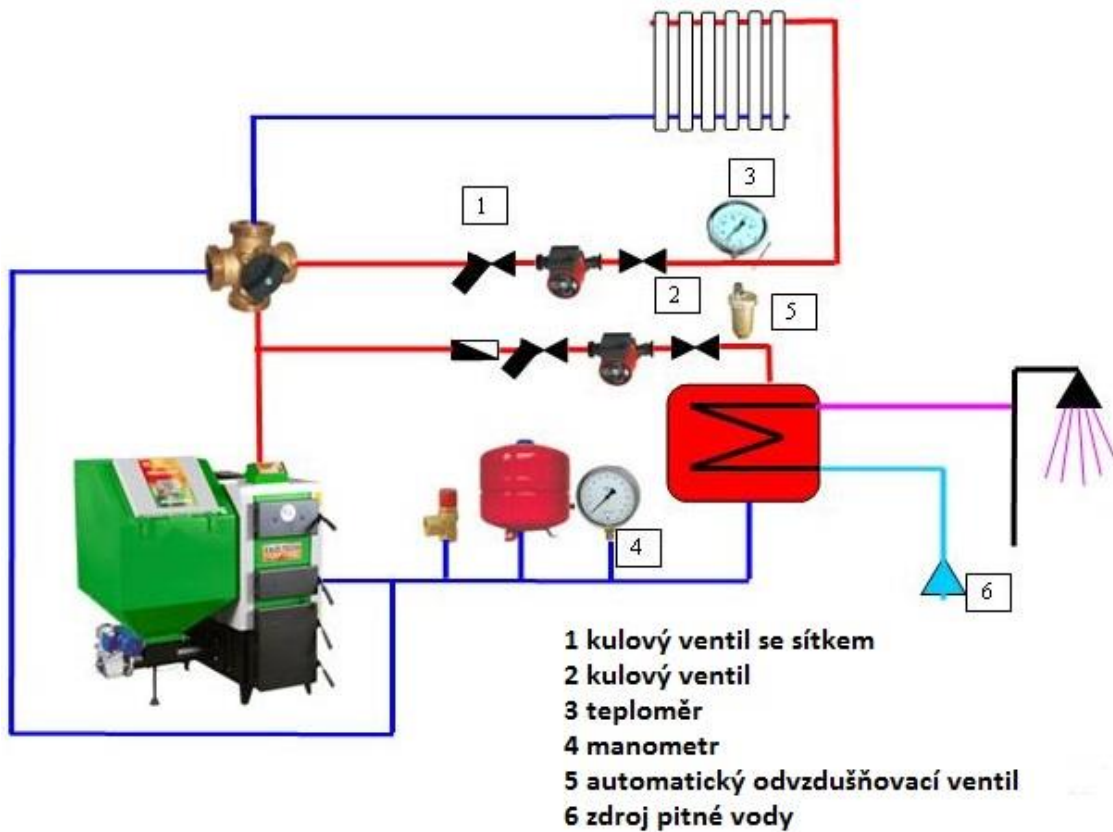 3
1
2
5
4
6
1 kulový ventil se sítkem
2 kulový ventil
3 teploměr
4 manometr
5 automatický odvzdušňovací ventil
6 zdroj pitné vody